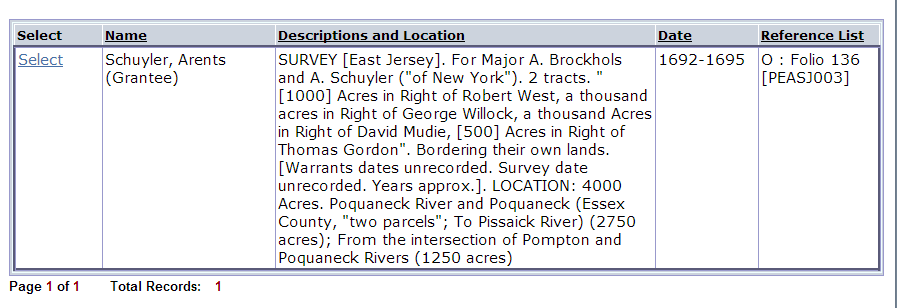 Select Name Descriptions and Location Date Reference List
Select Schuyler, Arents SURVEY [East Jersey]. For Major A. Brockhols 1692-1695 O : Folio 136
(Grantee) and A. Schuyler ("of New York"). 2 tracts. " [PEASJ003]
[1000] Acres in Right of Robert West, a thousand
acres in Right of George Willock, a thousand Acres
in Right of David Mudie, [500] Acres in Right of
Thomas Gordon". Bordering their own lands.
[Warrants dates unrecorded. Survey date
unrecorded. Years approx.]. LOCATION: 4000
Acres. Poquaneck River and Poquaneck (Essex
County, "two parcels"; To Pissaick River) (2750
acres); From the intersection of Pompton and
Poquaneck Rivers (1250 acres)
Page 1 of 1 Total Records: 1